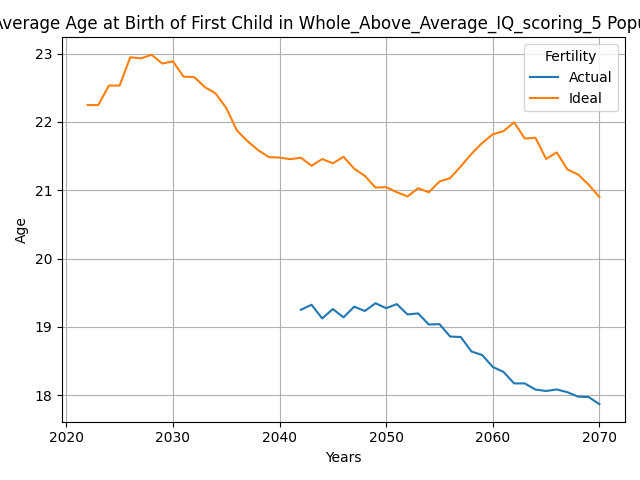 Average Age at Birth of First Child in Whole_Above_Average_IQ_scoring_5 Popu
Fertility
Actual
Ideal
23
22
21
20
19
18
Age
2020 2030 2040 2050 2060 2070
Years